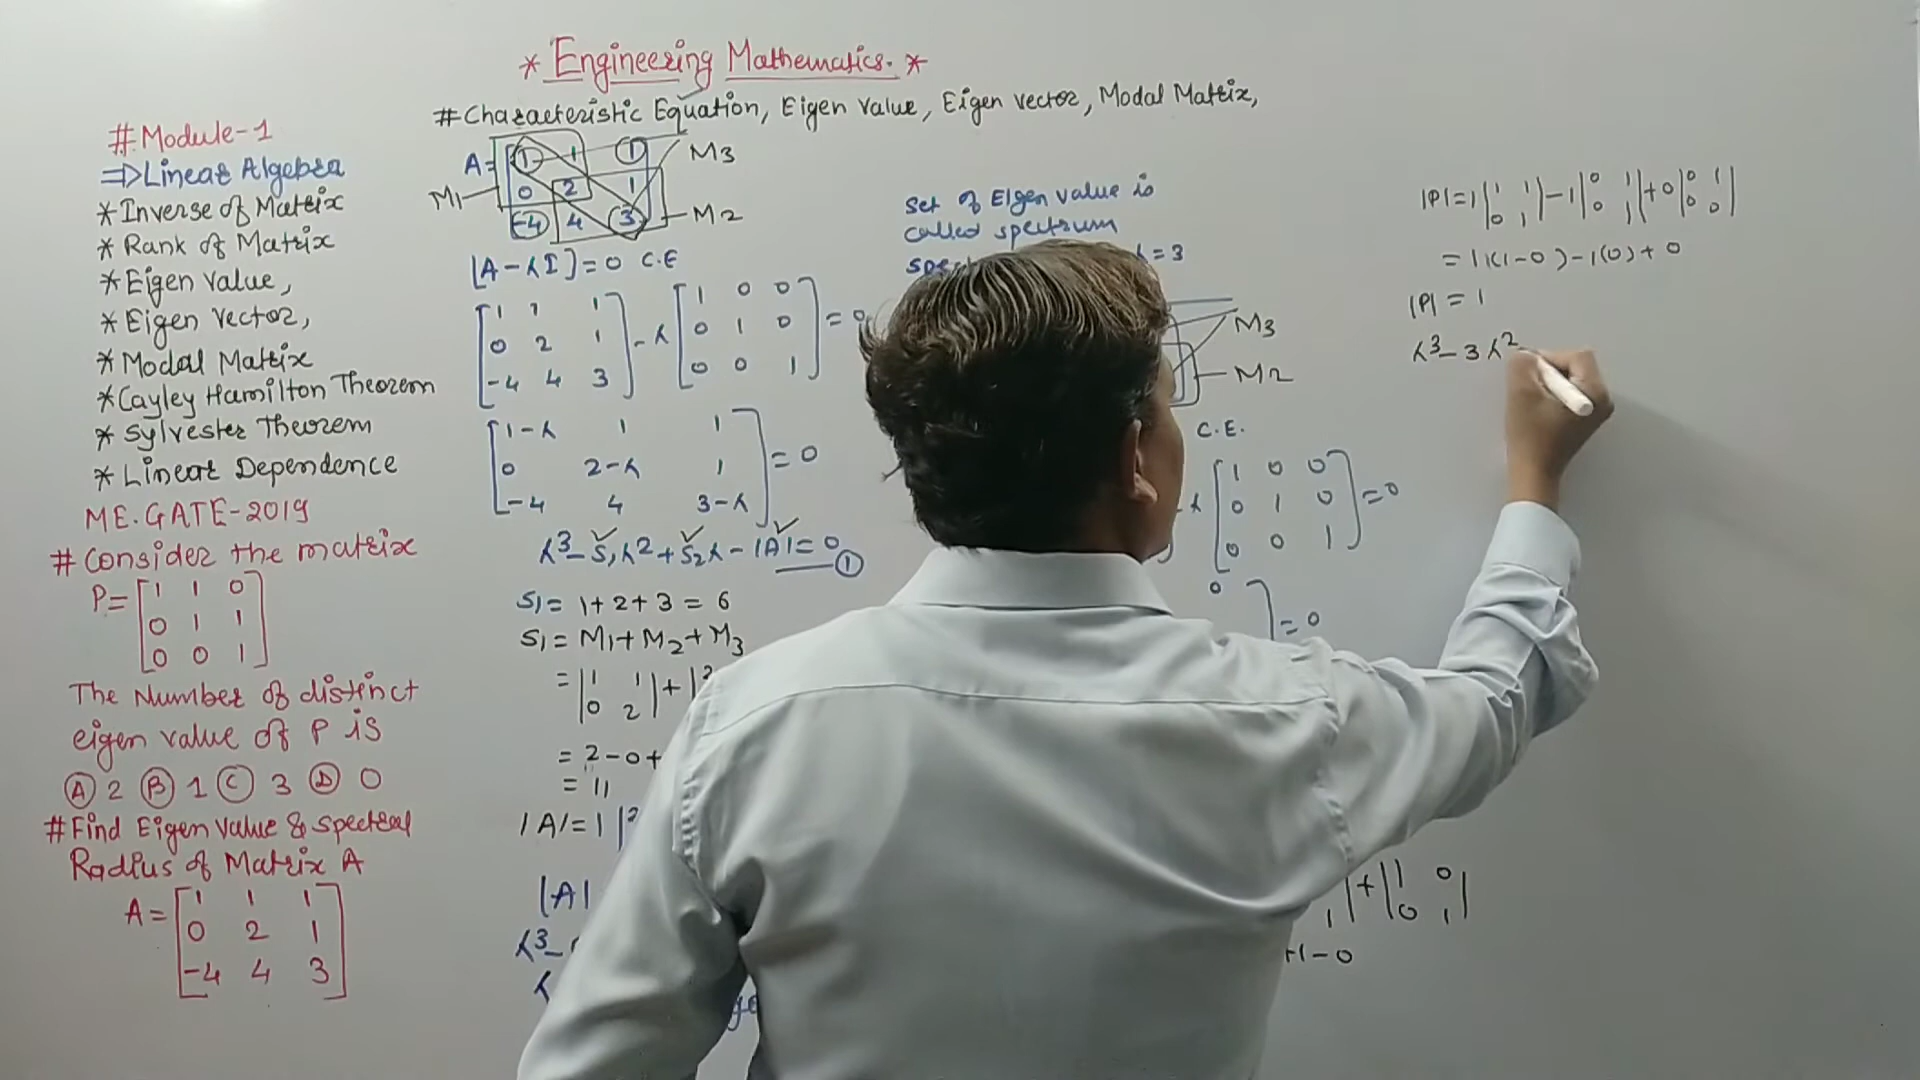 * Engineering Mathematics. *
# Characteristic Equation, Eigen value, Eigen vector, Modal Matrix,
# Module-1
⇒ Linear Algebra
* Inverse of Matrix
* Rank of Matrix
* Eigen value,
* Eigen vector,
* Modal Matrix
* Cayley Hamilton Theorem
* Sylvester Theorem
* Linear Dependence
ME. GATE-2019
# Consider the matrix
P = [1 1 0
0 1 1
0 0 1]
The Number of distinct
eigen value of P is
(A) 2 (B) 1 (C) 3 (D) 0
# Find Eigen value & spectral
Radius of Matrix A
A = [1 1 1
0 2 1
-4 4 3]
A = [1 1 1
0 2 1
-4 4 3]
M1
M2
M3
[A-λI] = 0 C.E
[1 1 1
0 2 1
-4 4 3] - λ [1 0 0
0 1 0
0 0 1] = 0
[1-λ 1 1
0 2-λ 1
-4 4 3-λ] = 0
λ³ - S₁λ² + S₂λ - |A| = 0 ①
S₁ = 1+2+3 = 6
S₁ = M₁+M₂+M₃
= |1 1
0 2| + |2
= 2-0+
= 11
|A| = 1 |2
|A|
λ³-
λ
Set of Eigen value is
called spectrum
= 3
M3
M2
C.E.
λ [1 0 0
0 1 0
0 0 1] = 0
0
] = 0
1| + |1 0
0 1|
+1-0
|P| = 1 |1 1
0 1| - 1 |0 1
0 1| + 0 |0 1
0 0|
= 1(1-0) - 1(0) + 0
|P| = 1
λ³ - 3λ²